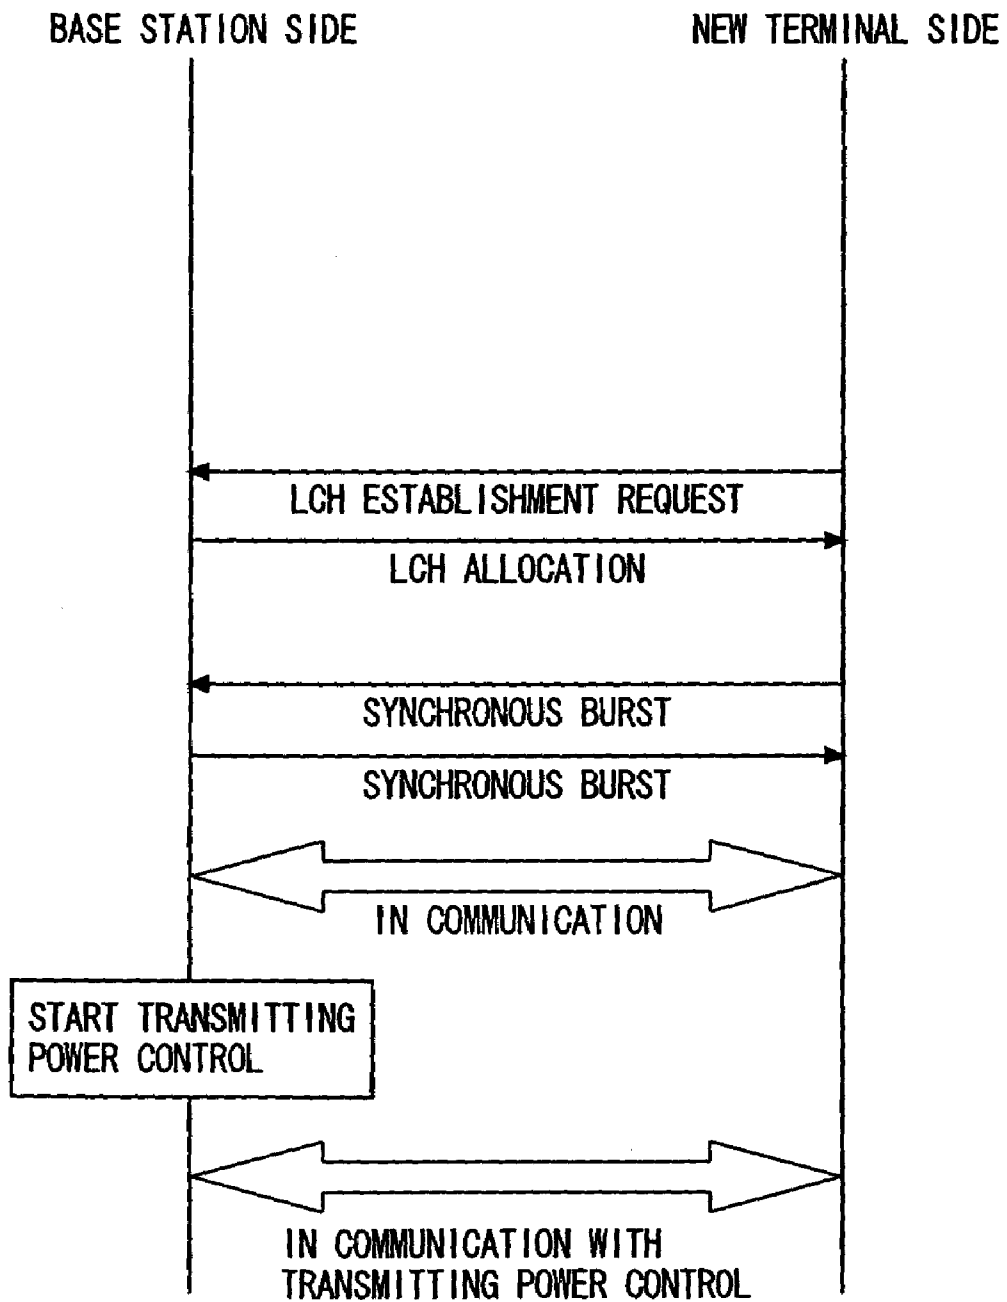 BASE STATION SIDE
NEW TERMINAL SIDE
LCH ESTABLISHMENT REQUEST
LCH ALLOCATION
SYNCHRONOUS BURST
SYNCHRONOUS BURST
IN COMMUNICATION
START TRANSMITTING
POWER CONTROL
IN COMMUNICATION WITH
TRANSMITTING POWER CONTROL